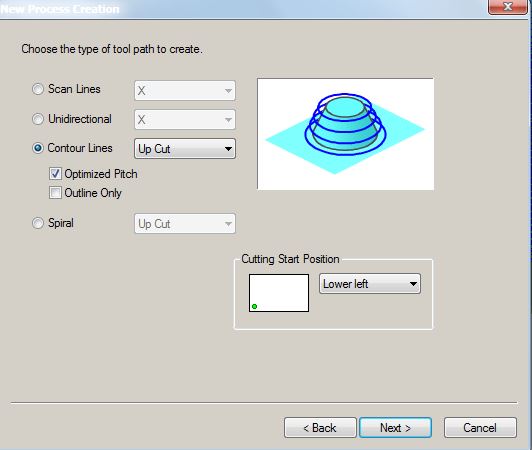 New Process Creation
Choose the type of tool path to create.
Scan Lines
X
Unidirectional
X
Contour Lines
Up Cut
Optimized Pitch
Outline Only
Spiral
Up Cut
Cutting Start Position
Lower left
< Back
Next >
Cancel